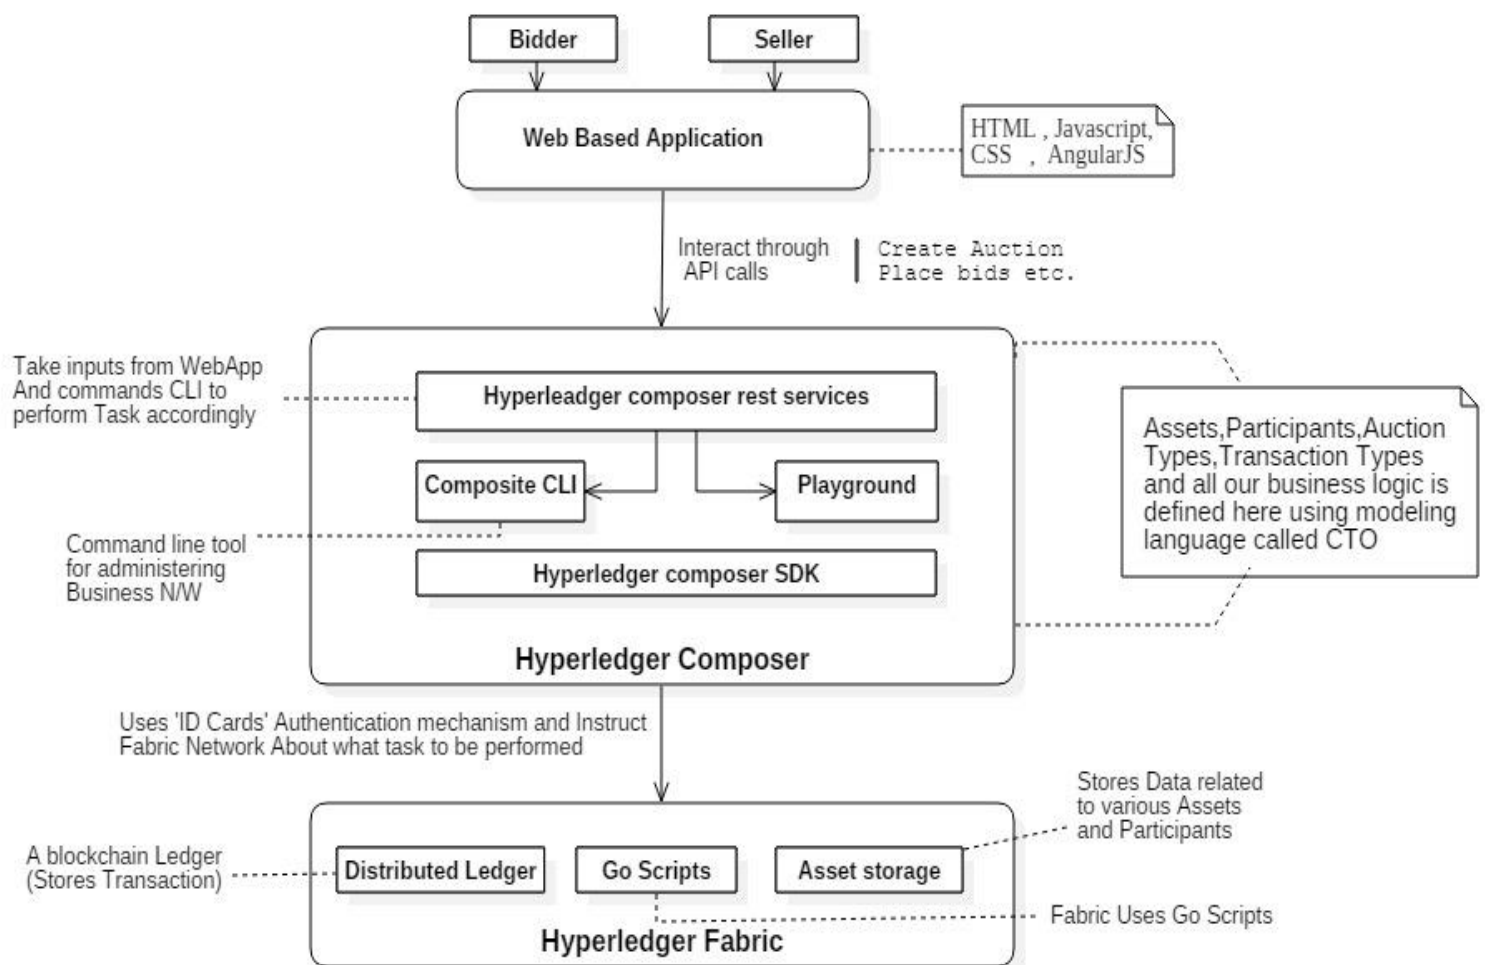 Bidder
Seller
Web Based Application
HTML , Javascript,
CSS , AngularJS
Interact through
API calls
Create Auction
Place bids etc.
Take inputs from WebApp
And commands CLI to
perform Task accordingly
Hyperleadger composer rest services
Composite CLI
Playground
Command line tool
for administering
Business N/W
Hyperledger composer SDK
Hyperledger Composer
Assets,Participants,Auction
Types,Transaction Types
and all our business logic is
defined here using modeling
language called CTO
Uses 'ID Cards' Authentication mechanism and Instruct
Fabric Network About what task to be performed
Stores Data related
to various Assets
and Participants
A blockchain Ledger
(Stores Transaction)
Distributed Ledger
Go Scripts
Asset storage
Fabric Uses Go Scripts
Hyperledger Fabric